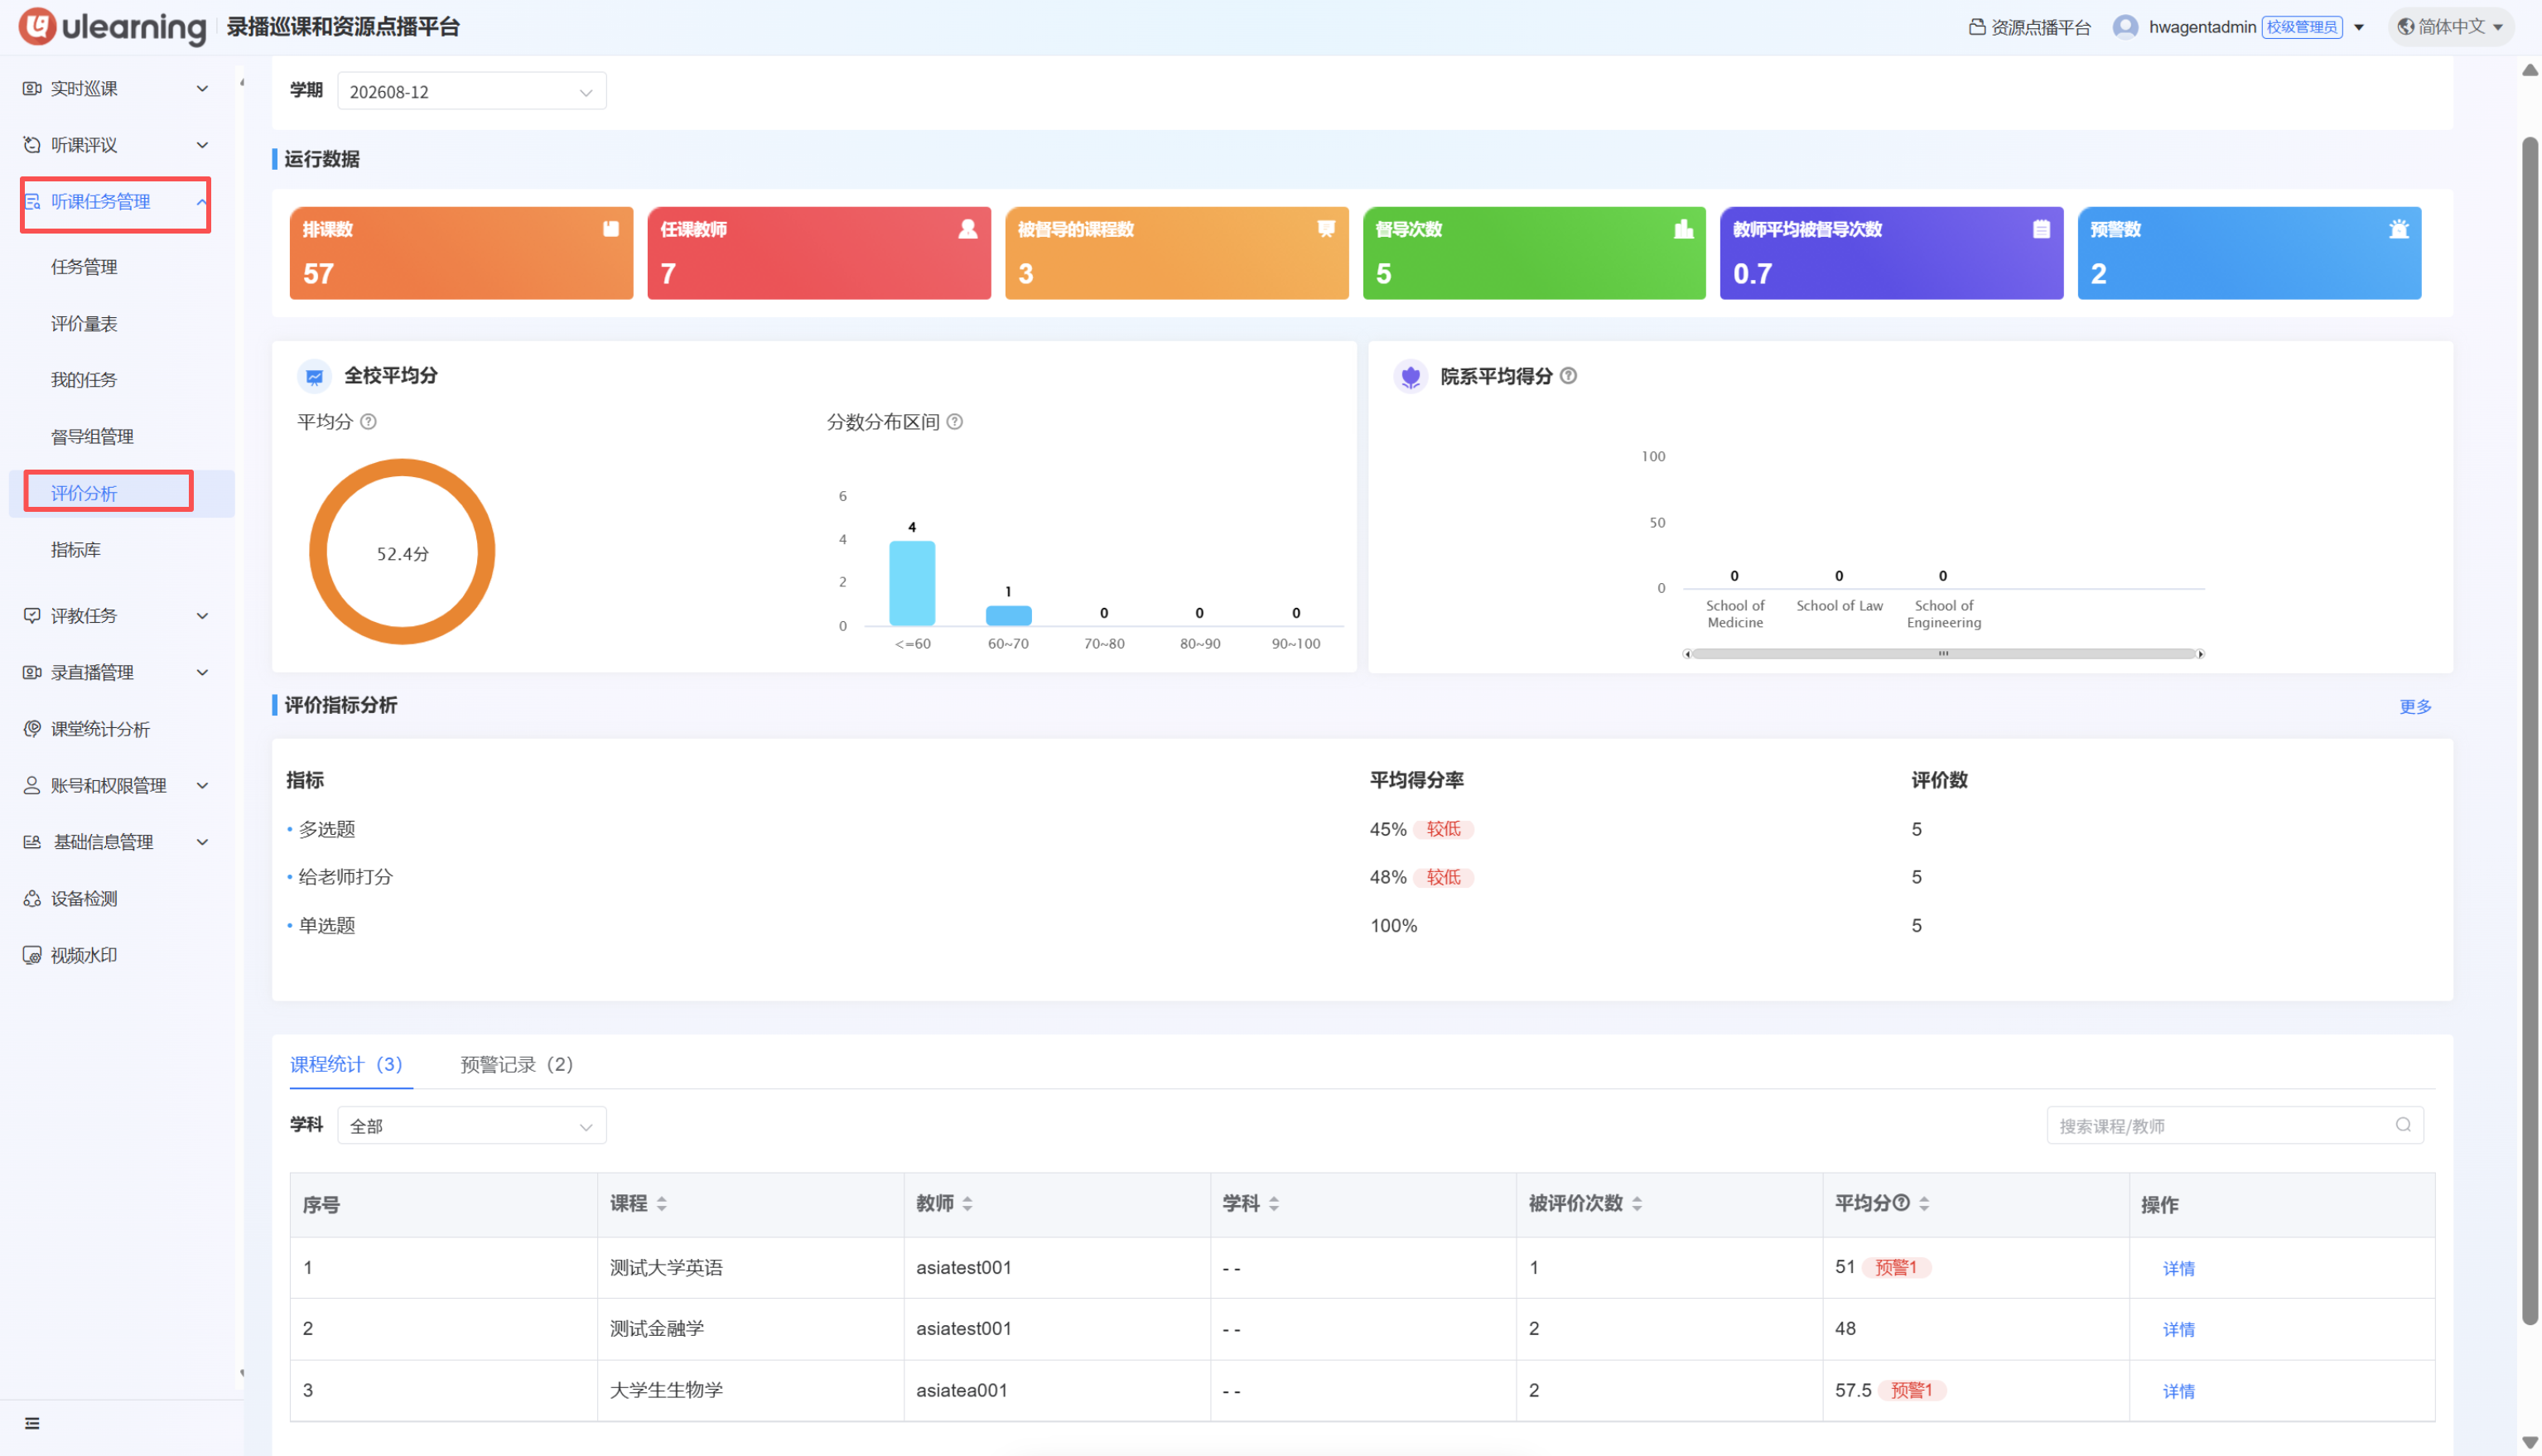 ulearning 录播巡课和资源点播平台
资源点播平台 hwagentadmin 校级管理员 简体中文
实时巡课
听课评议
听课任务管理
任务管理
评价量表
我的任务
督导组管理
评价分析
指标库
评教任务
录直播管理
课堂统计分析
账号和权限管理
基础信息管理
设备检测
视频水印
学期 202608-12
运行数据
排课数
57
任课教师
7
被督导的课程数
3
督导次数
5
教师平均被督导次数
0.7
预警数
2
全校平均分
平均分
52.4分
分数分布区间
6
4
2
0
4
1
0
0
0
<=60 60~70 70~80 80~90 90~100
院系平均得分
100
50
0
0 0 0
School of Medicine
School of Law
School of Engineering
评价指标分析 更多
指标 平均得分率 评价数
多选题 45% 较低 5
给老师打分 48% 较低 5
单选题 100% 5
课程统计（3） 预警记录（2）
学科 全部 搜索课程/教师
序号 课程 教师 学科 被评价次数 平均分 操作
1 测试大学英语 asiatest001 - - 1 51 预警1 详情
2 测试金融学 asiatest001 - - 2 48 详情
3 大学生生物学 asiatea001 - - 2 57.5 预警1 详情